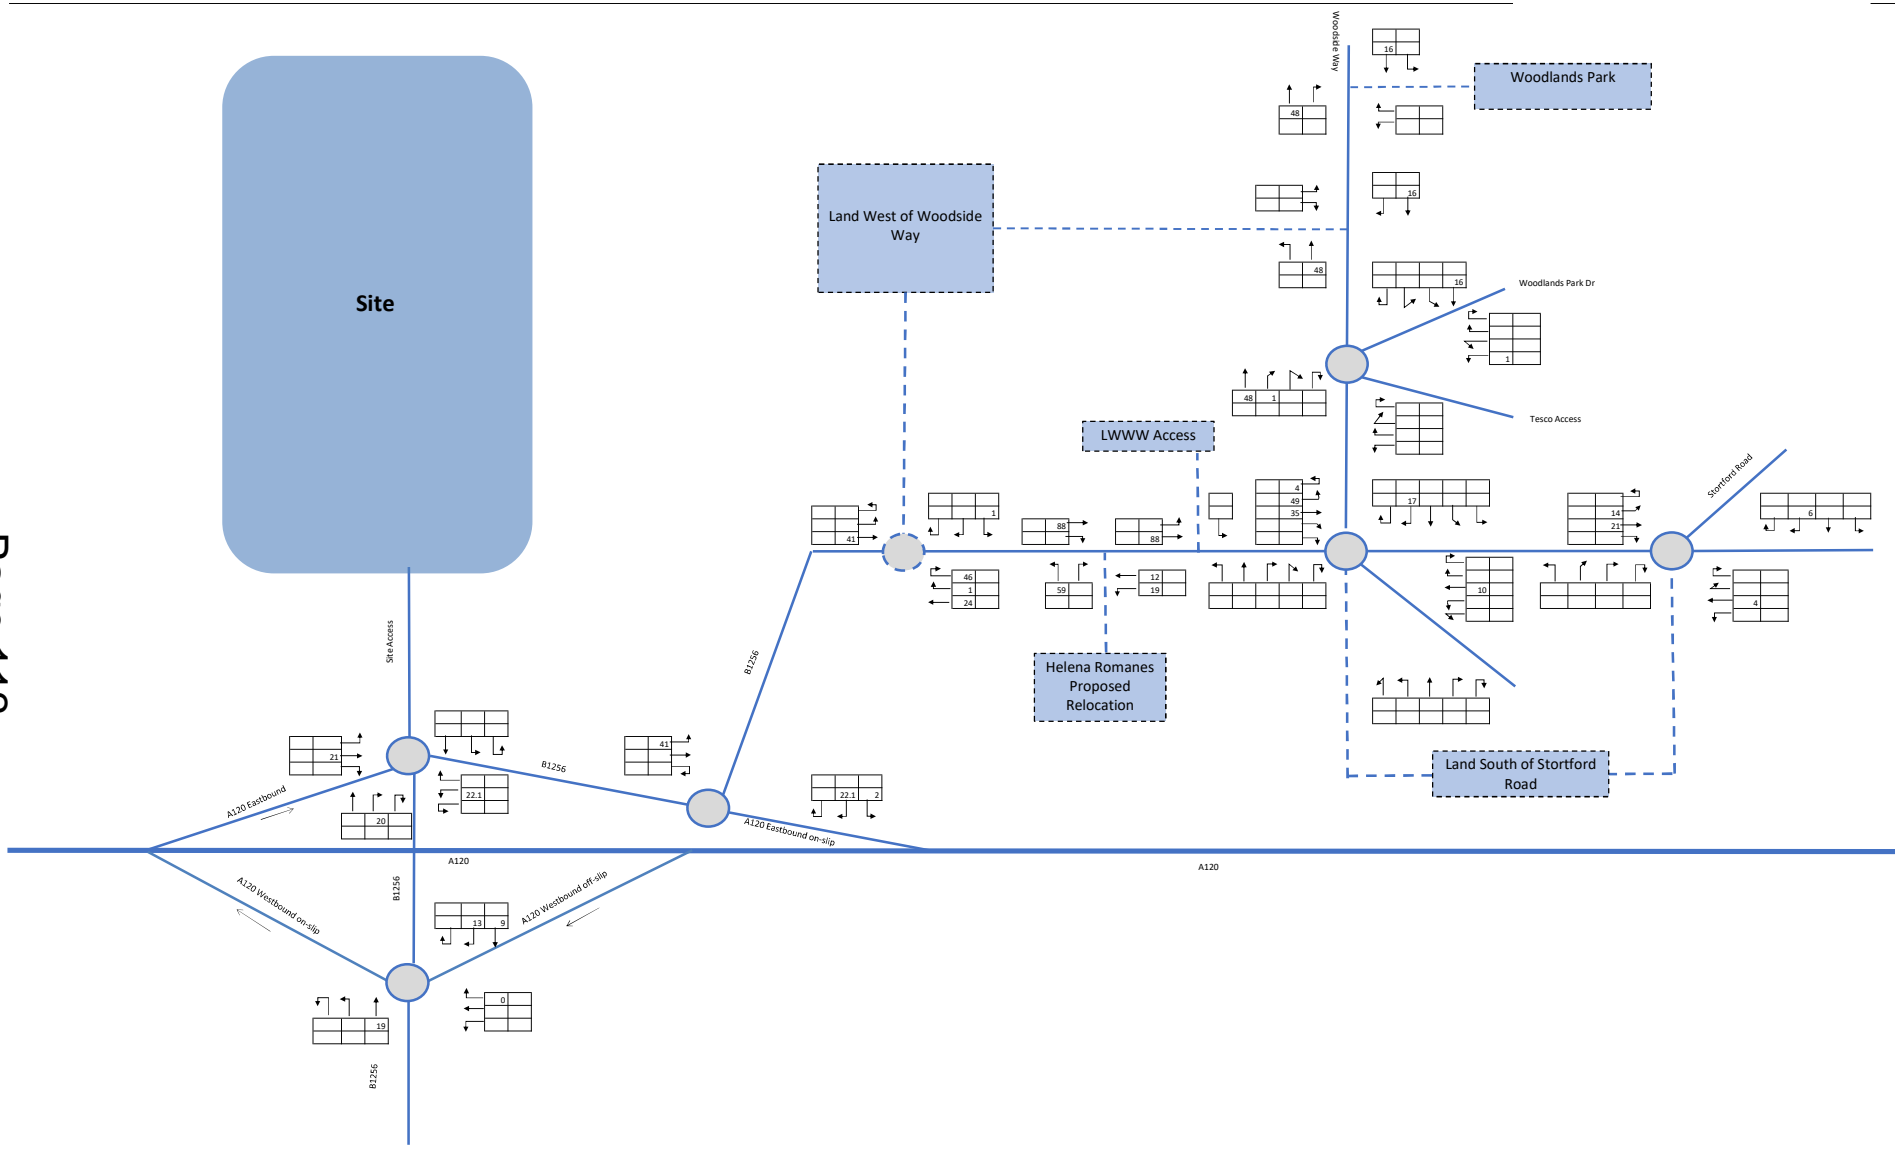 Woodside Way
16
Woodlands Park
48
16
Land West of Woodside
Way
48
16
Woodlands Park Dr
Site
1
48
1
Tesco Access
LWWW Access
Stortford Road
4
49
35
17
14
21
6
41
1
88
88
46
1
24
59
12
19
10
4
Site Access
B1256
Helena Romanes
Proposed
Relocation
Land South of Stortford
Road
21
41
B1256
22.1
22.1
2
A120 Eastbound
20
A120 Eastbound on-slip
A120
A120
B1256
A120 Westbound on-slip
A120 Westbound off-slip
13
9
0
19
B1256